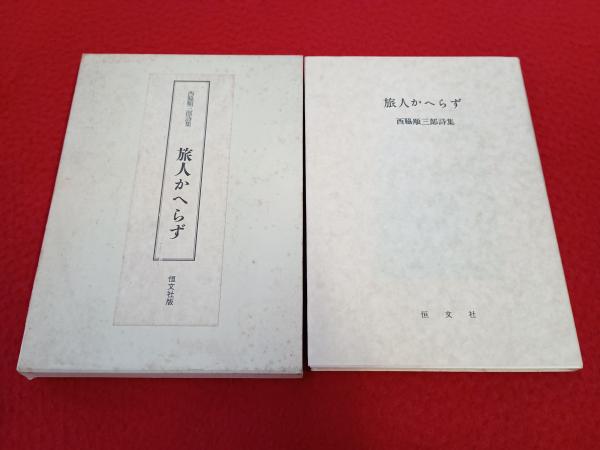 西脇順三郎詩集
旅人かへらず
恒文社版
旅人かへらず
西脇順三郎詩集
恒文社